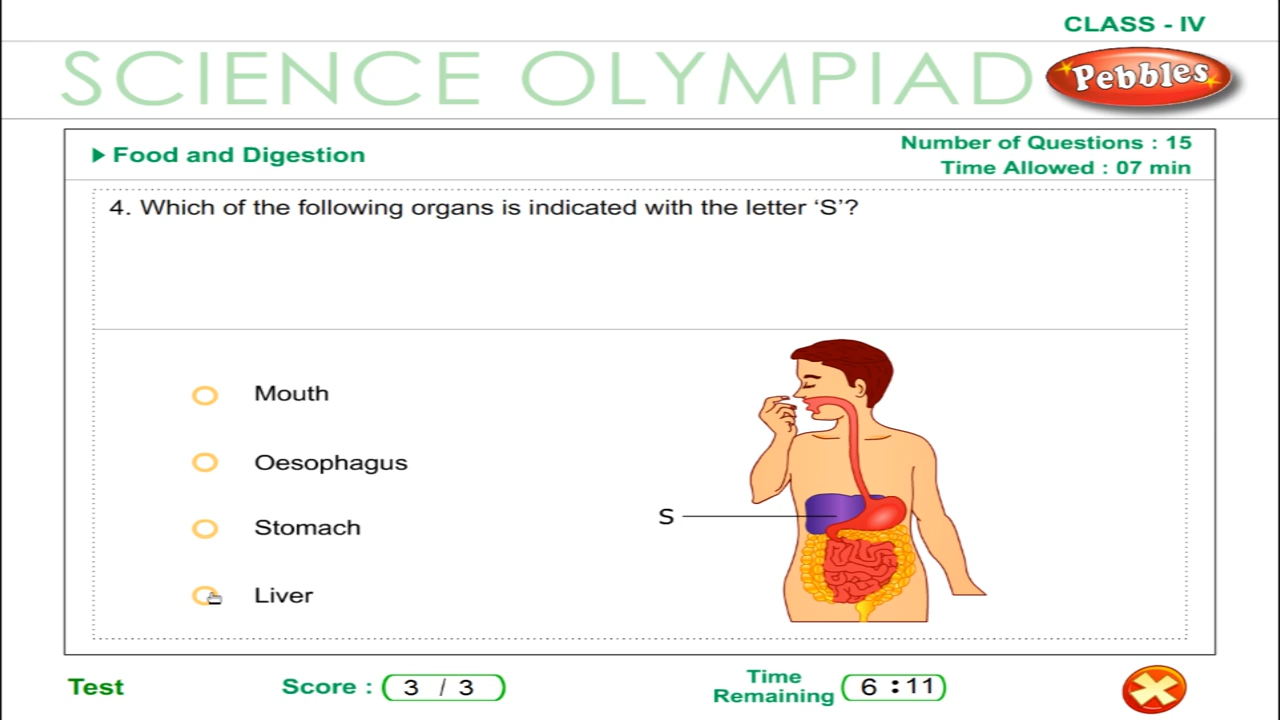 CLASS - IV
SCIENCE OLYMPIAD
Pebbles
Food and Digestion
Number of Questions : 15
Time Allowed : 07 min
4. Which of the following organs is indicated with the letter ‘S’?
Mouth
Oesophagus
Stomach
Liver
S
Test
Score : 3 / 3
Time
Remaining
6 : 11